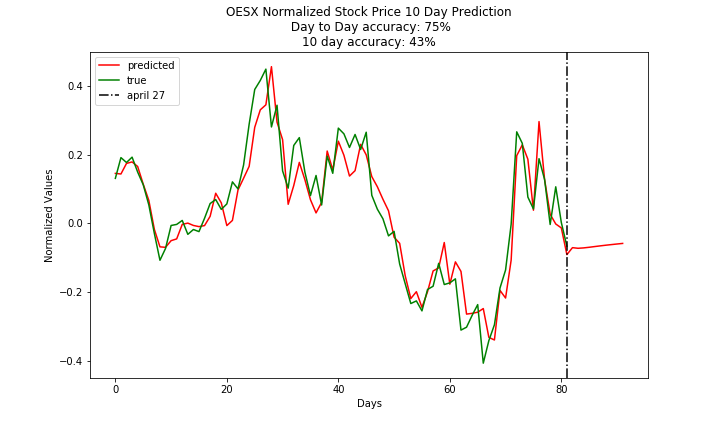 OESX Normalized Stock Price 10 Day Prediction
Day to Day accuracy: 75%
10 day accuracy: 43%
predicted
true
april 27
Normalized Values
0.4
0.2
0.0
−0.2
−0.4
0 20 40 60 80
Days